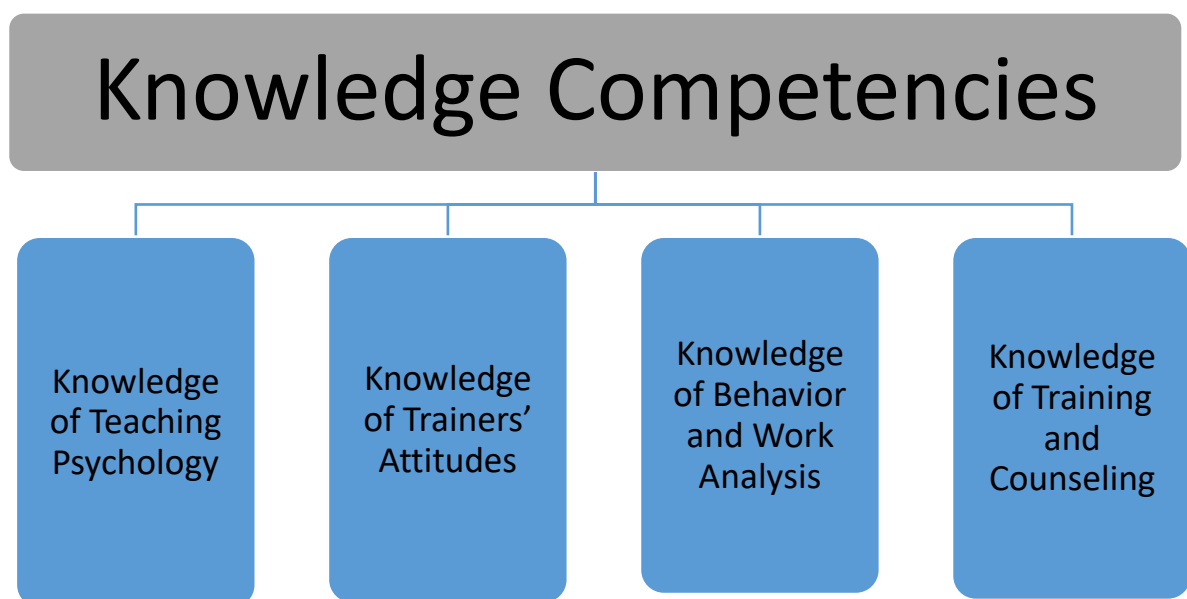 Knowledge Competencies
Knowledge
of Teaching
Psychology
Knowledge
of Trainers’
Attitudes
Knowledge
of Behavior
and Work
Analysis
Knowledge
of Training
and
Counseling